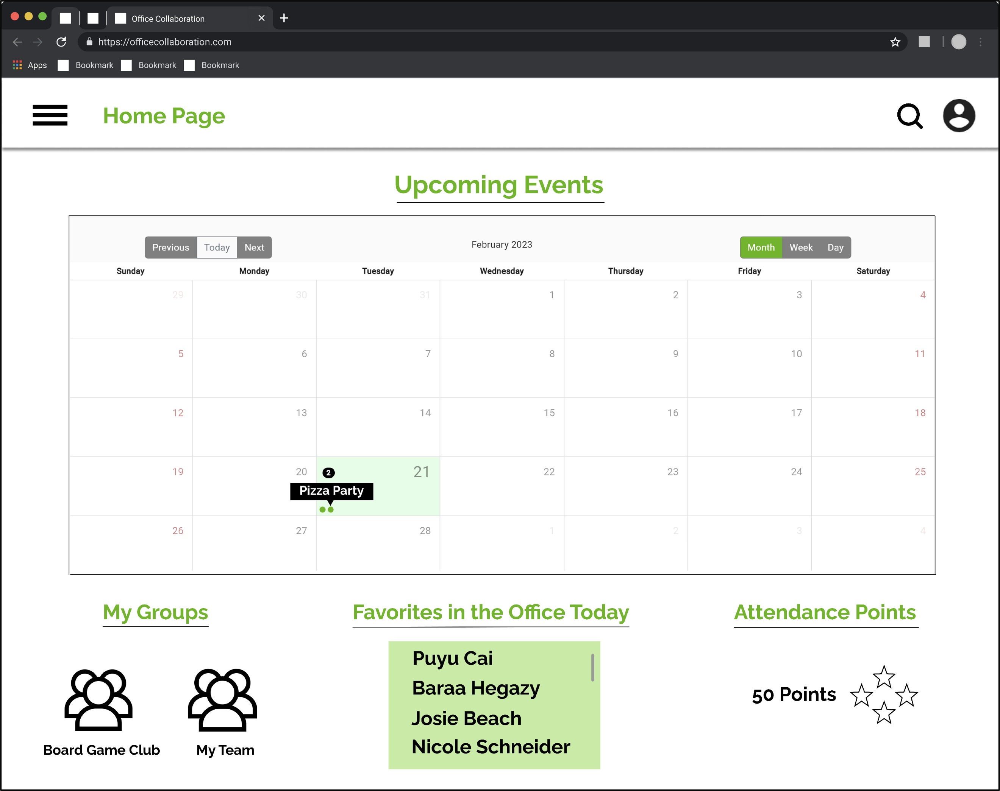 Office Collaboration
https://officecollaboration.com
Apps Bookmark Bookmark Bookmark
Home Page
Upcoming Events
Previous Today Next February 2023 Month Week Day
Sunday Monday Tuesday Wednesday Thursday Friday Saturday
29 30 31 1 2 3 4
5 6 7 8 9 10 11
12 13 14 15 16 17 18
19 20 2 21 22 23 24 25
Pizza Party
26 27 28 1 2 3 4
My Groups
Board Game Club My Team
Favorites in the Office Today
Puyu Cai
Baraa Hegazy
Josie Beach
Nicole Schneider
Attendance Points
50 Points